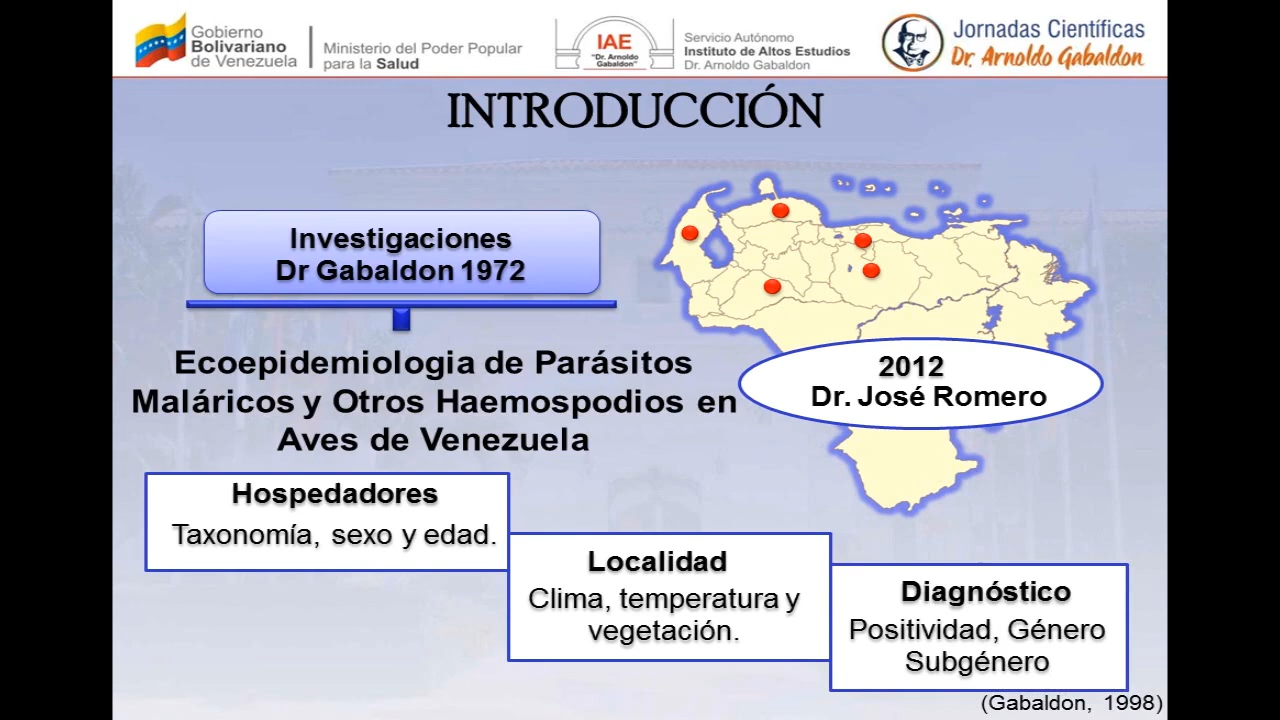 Gobierno
Bolivariano
de Venezuela
Ministerio del Poder Popular
para la Salud
IAE
"Dr. Arnoldo
Gabaldon"
Servicio Autónomo
Instituto de Altos Estudios
Dr. Arnoldo Gabaldon
Jornadas Científicas
Dr. Arnoldo Gabaldon
INTRODUCCIÓN
Investigaciones
Dr Gabaldon 1972
Ecoepidemiologia de Parásitos
Maláricos y Otros Haemospodios en
Aves de Venezuela
2012
Dr. José Romero
Hospedadores
Taxonomía, sexo y edad.
Localidad
Clima, temperatura y
vegetación.
Diagnóstico
Positividad, Género
Subgénero
(Gabaldon, 1998)